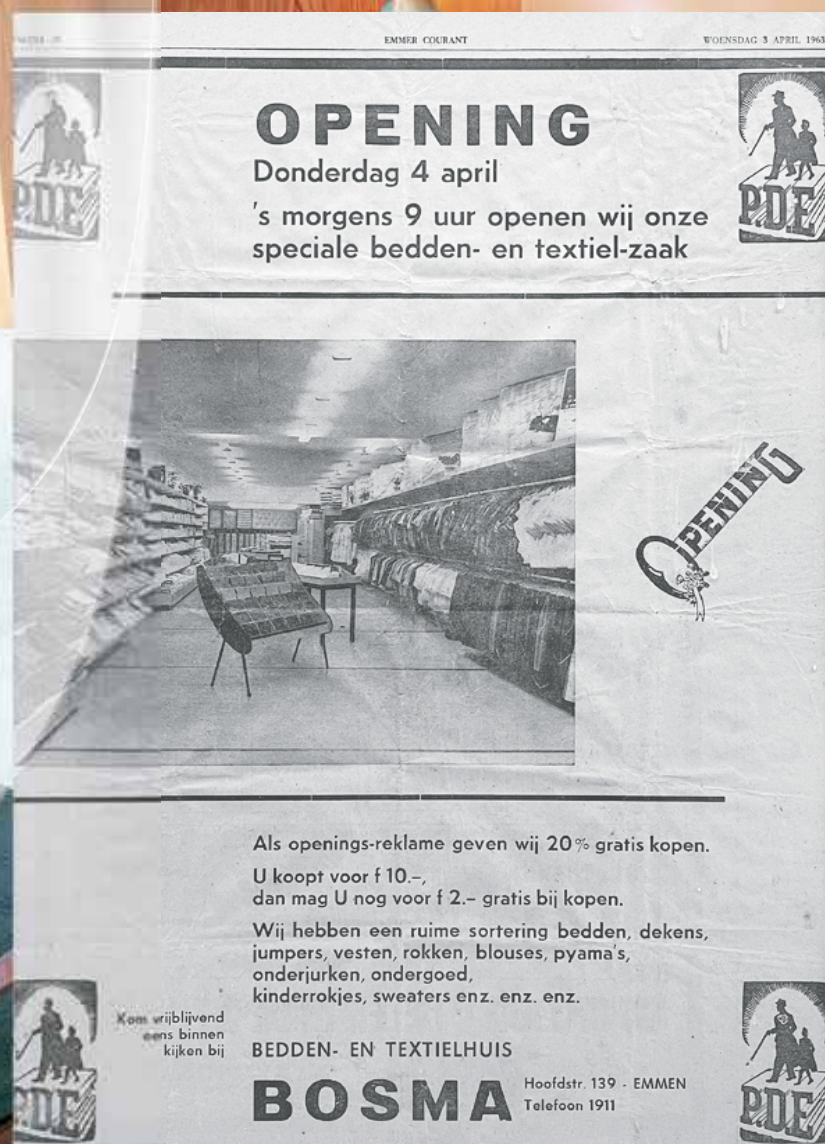 EMMER COURANT
WOENSDAG 3 APRIL 1963
P.D.E
P.D.E
OPENING
Donderdag 4 april
's morgens 9 uur openen wij onze
speciale bedden- en textiel-zaak
OPENING
Als openings-reklame geven wij 20% gratis kopen.
U koopt voor f 10.-,
dan mag U nog voor f 2.- gratis bij kopen.
Wij hebben een ruime sortering bedden, dekens,
jumpers, vesten, rokken, blouses, pyama's,
onderjurken, ondergoed,
kinderrokjes, sweaters enz. enz. enz.
Kom vrijblijvend
eens binnen
kijken bij
BEDDEN- EN TEXTIELHUIS
BOSMA
Hoofdstr. 139 - EMMEN
Telefoon 1911
P.D.E
P.D.E